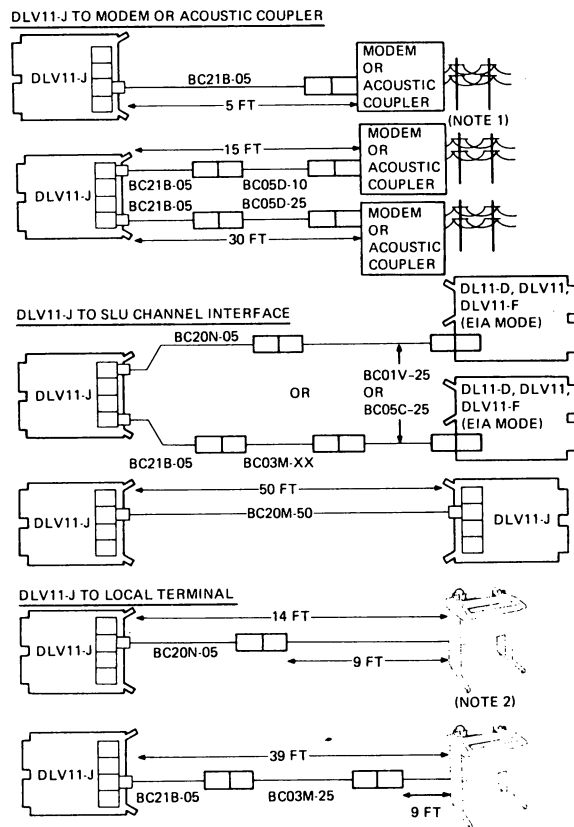 DLV11-J TO MODEM OR ACOUSTIC COUPLER
DLV11-J
BC21B-05
5 FT
MODEM
OR
ACOUSTIC
COUPLER
(NOTE 1)
DLV11-J
15 FT
BC21B-05
BC05D-10
MODEM
OR
ACOUSTIC
COUPLER
BC21B-05
BC05D-25
30 FT
MODEM
OR
ACOUSTIC
COUPLER
DLV11-J TO SLU CHANNEL INTERFACE
DLV11-J
BC20N-05
DL11-D, DLV11,
DLV11-F
(EIA MODE)
OR
BC01V-25
OR
BC05C-25
BC21B-05
BC03M-XX
DL11-D, DLV11,
DLV11-F
(EIA MODE)
DLV11-J
50 FT
BC20M-50
DLV11-J
DLV11-J TO LOCAL TERMINAL
DLV11-J
14 FT
BC20N-05
9 FT
(NOTE 2)
DLV11-J
39 FT
BC21B-05
BC03M-25
9 FT